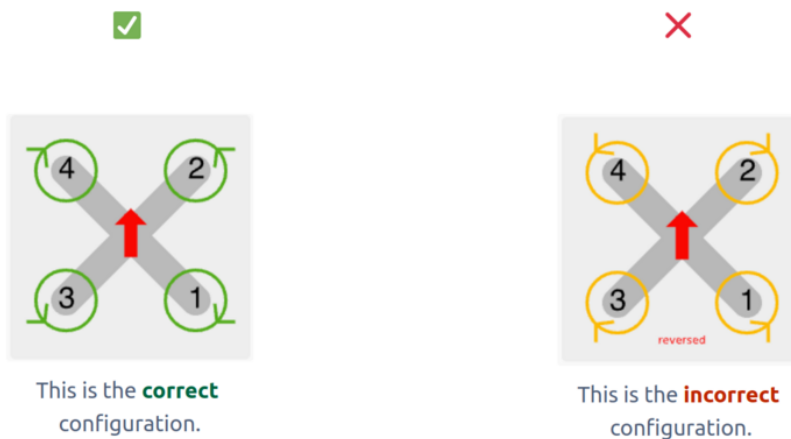 4 2
3 1
This is the correct
configuration.
4 2
3 1
reversed
This is the incorrect
configuration.